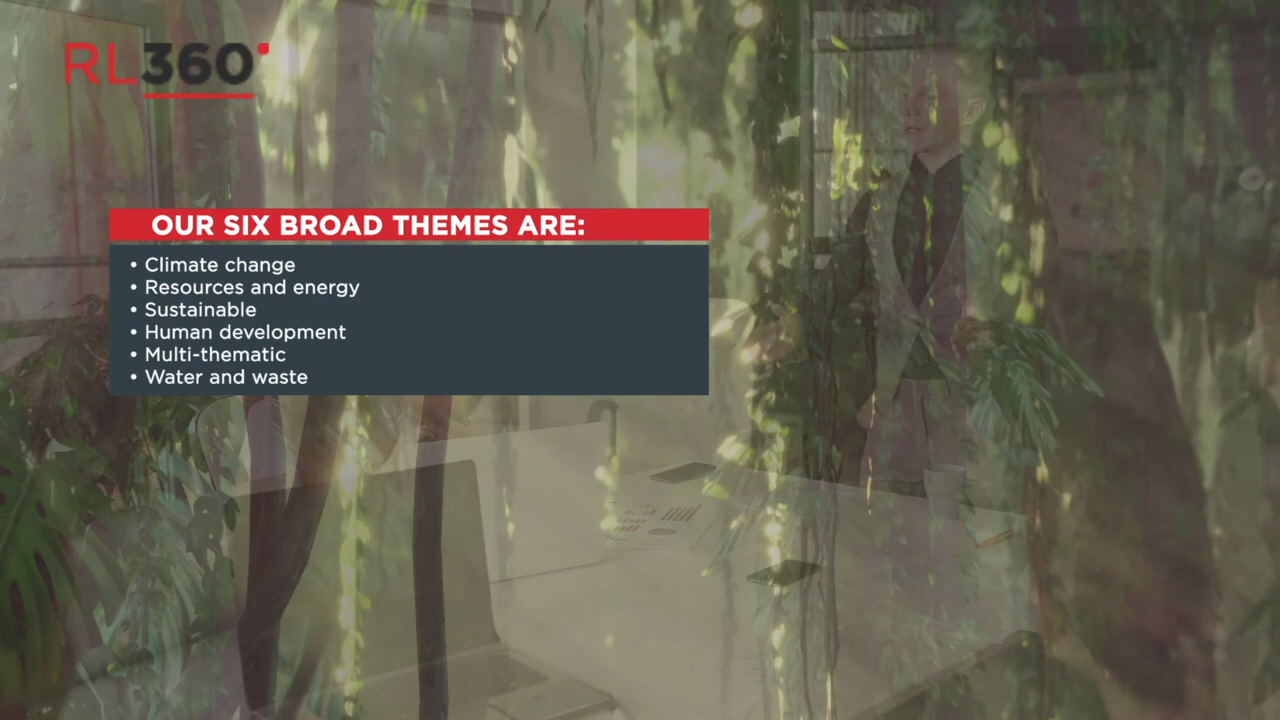 RL360°
OUR SIX BROAD THEMES ARE:
• Climate change
• Resources and energy
• Sustainable
• Human development
• Multi-thematic
• Water and waste